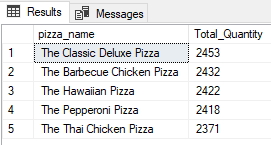 Results Messages
pizza_name Total_Quantity
1 The Classic Deluxe Pizza 2453
2 The Barbecue Chicken Pizza 2432
3 The Hawaiian Pizza 2422
4 The Pepperoni Pizza 2418
5 The Thai Chicken Pizza 2371